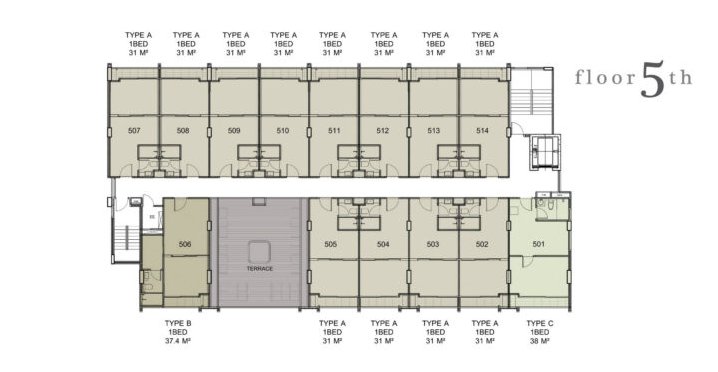 TYPE A TYPE A TYPE A TYPE A TYPE A TYPE A TYPE A TYPE A
1BED 1BED 1BED 1BED 1BED 1BED 1BED 1BED
31 M² 31 M² 31 M² 31 M² 31 M² 31 M² 31 M² 31 M²
floor 5th
507 508 509 510 511 512 513 514
506 505 504 503 502 501
TERRACE
TYPE B TYPE A TYPE A TYPE A TYPE A TYPE C
1BED 1BED 1BED 1BED 1BED 1BED
37.4 M² 31 M² 31 M² 31 M² 31 M² 38 M²